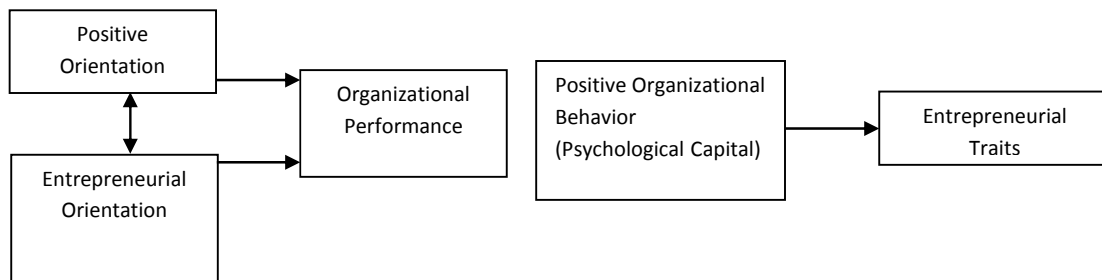 Positive
Orientation
Entrepreneurial
Orientation
Organizational
Performance
Positive Organizational
Behavior
(Psychological Capital)
Entrepreneurial
Traits